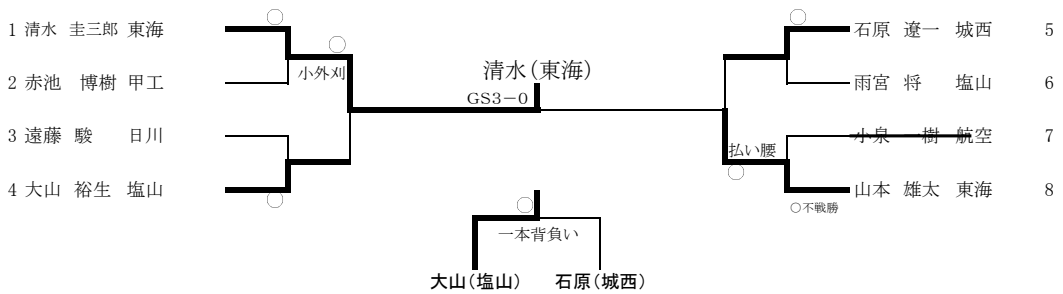 1 清水 圭三郎 東海
2 赤池 博樹 甲工
3 遠藤 駿 日川
4 大山 裕生 塩山
小外刈
清水(東海)
GS3-0
石原 遼一 城西 5
雨宮 将 塩山 6
小泉 一樹 航空 7
払い腰
山本 雄太 東海 8
○不戦勝
一本背負い
大山(塩山) 石原(城西)